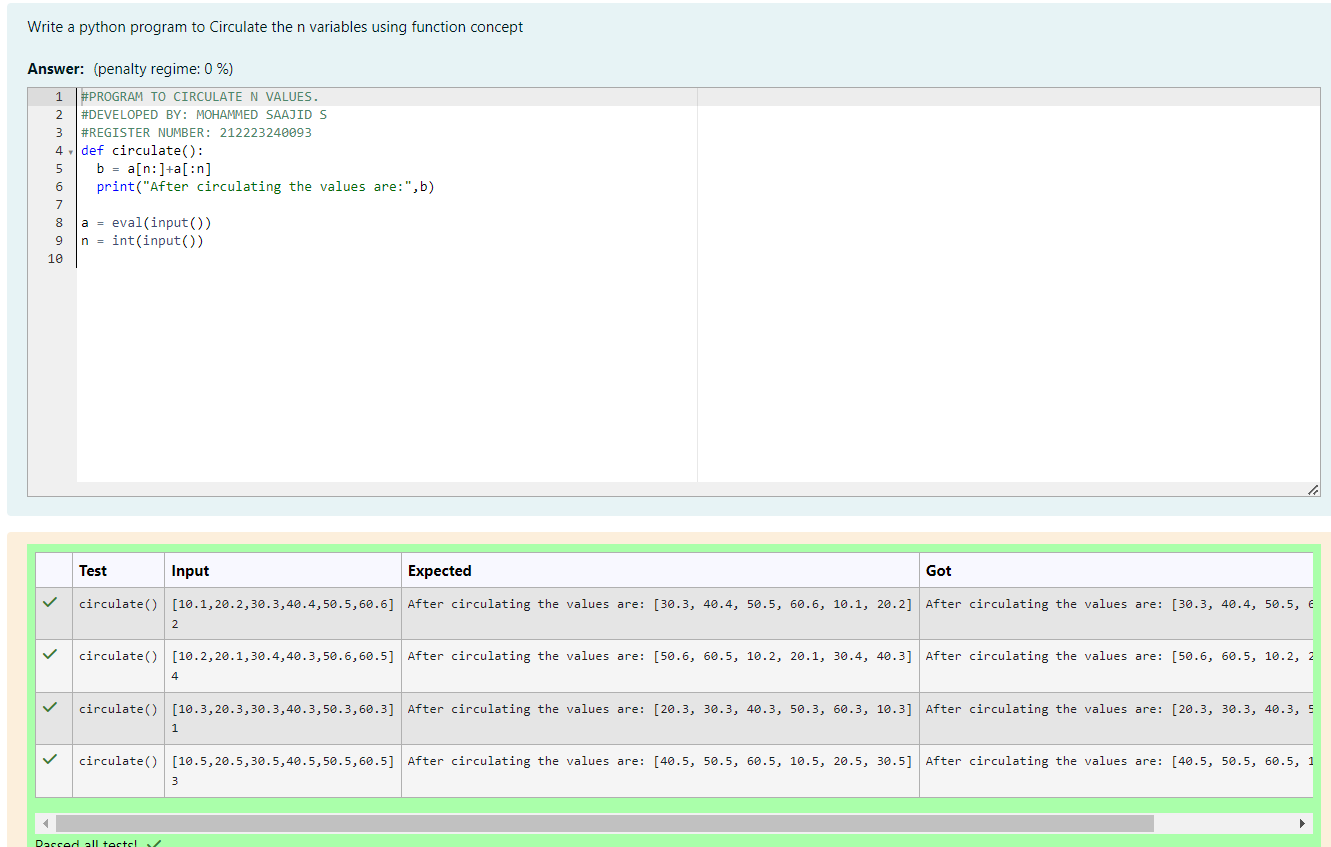 Write a python program to Circulate the n variables using function concept
Answer: (penalty regime: 0 %)
1 #PROGRAM TO CIRCULATE N VALUES.
2 #DEVELOPED BY: MOHAMMED SAAJID S
3 #REGISTER NUMBER: 212223240093
4 def circulate():
5 b = a[n:]+a[:n]
6 print("After circulating the values are:",b)
7
8 a = eval(input())
9 n = int(input())
10
Test Input Expected Got
circulate() [10.1,20.2,30.3,40.4,50.5,60.6] After circulating the values are: [30.3, 40.4, 50.5, 60.6, 10.1, 20.2] After circulating the values are: [30.3, 40.4, 50.5,
2
circulate() [10.2,20.1,30.4,40.3,50.6,60.5] After circulating the values are: [50.6, 60.5, 10.2, 20.1, 30.4, 40.3] After circulating the values are: [50.6, 60.5, 10.2,
4
circulate() [10.3,20.3,30.3,40.3,50.3,60.3] After circulating the values are: [20.3, 30.3, 40.3, 50.3, 60.3, 10.3] After circulating the values are: [20.3, 30.3, 40.3,
1
circulate() [10.5,20.5,30.5,40.5,50.5,60.5] After circulating the values are: [40.5, 50.5, 60.5, 10.5, 20.5, 30.5] After circulating the values are: [40.5, 50.5, 60.5,
3
Passed all tests!